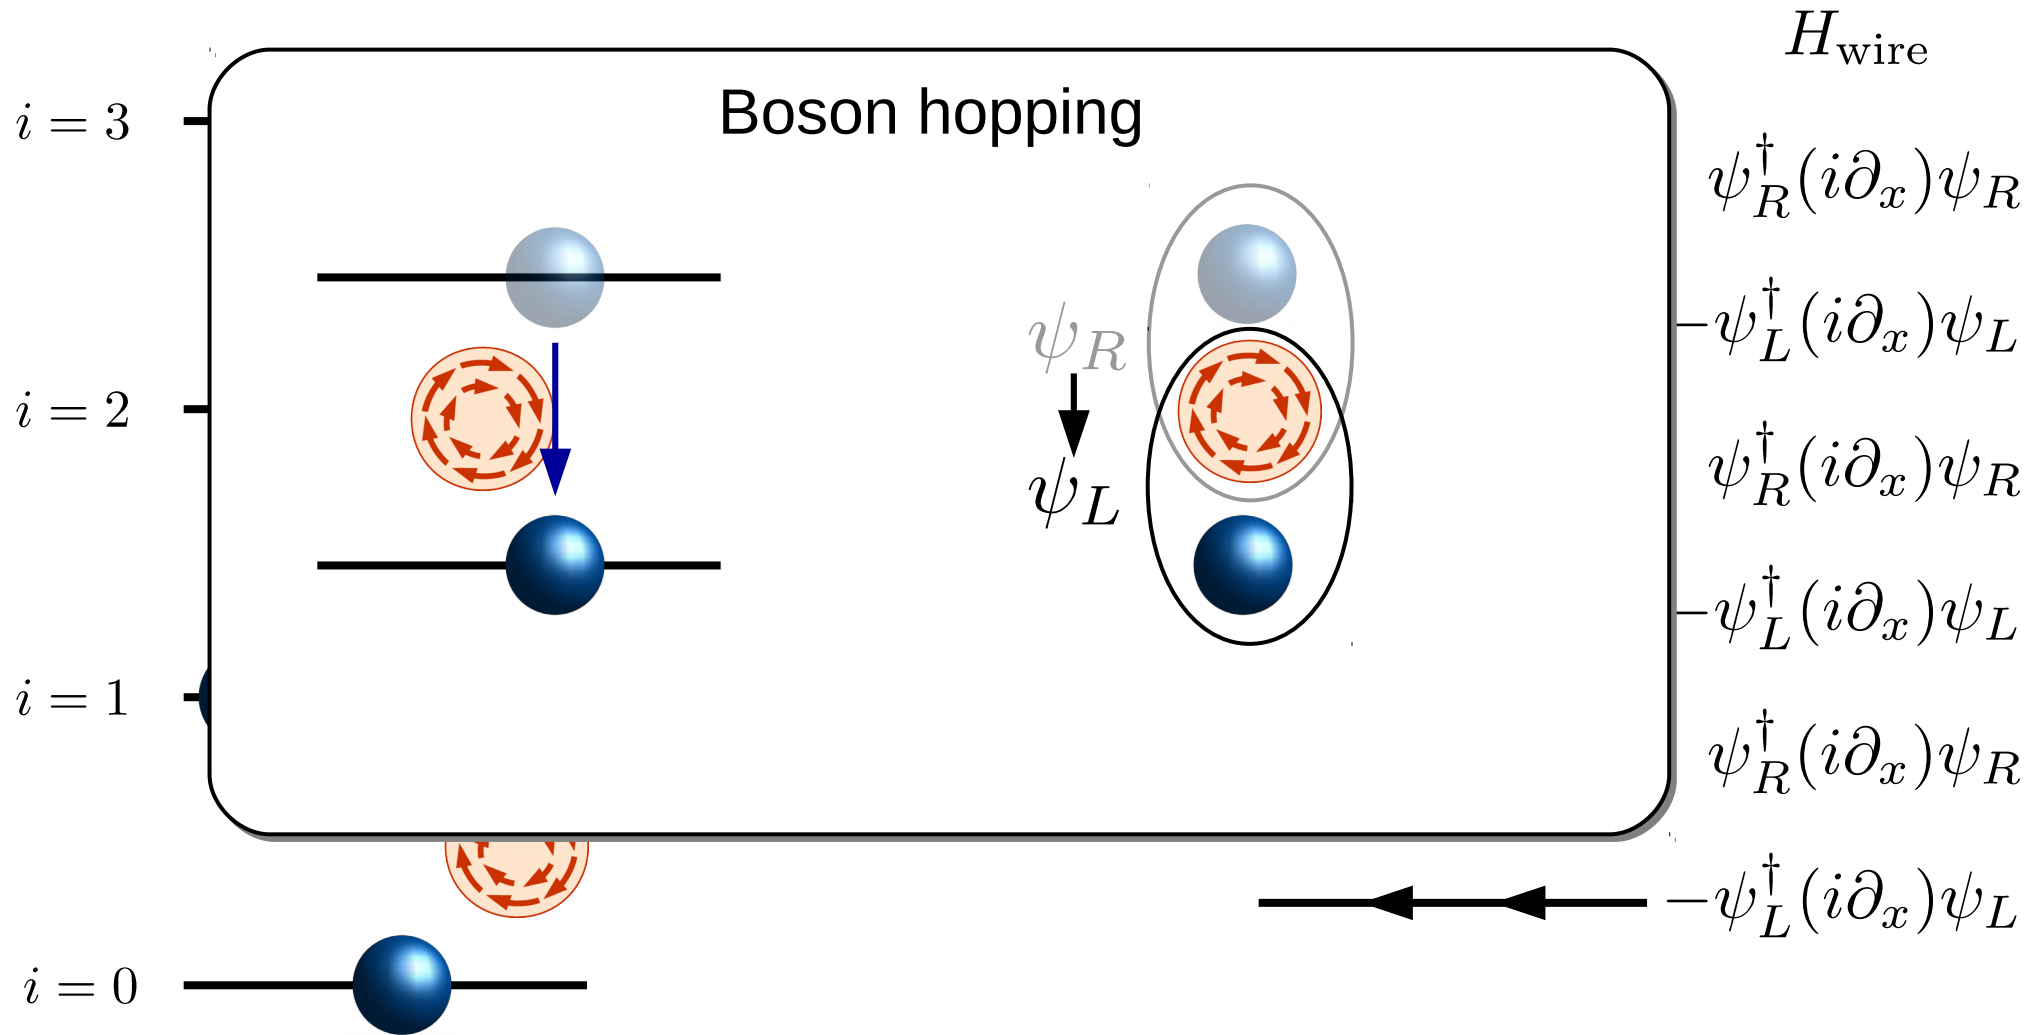 H_wire
Boson hopping
i = 3
ψ_R^†(i∂_x)ψ_R
−ψ_L^†(i∂_x)ψ_L
ψ_R
i = 2
ψ_R^†(i∂_x)ψ_R
ψ_L
−ψ_L^†(i∂_x)ψ_L
i = 1
ψ_R^†(i∂_x)ψ_R
−ψ_L^†(i∂_x)ψ_L
i = 0